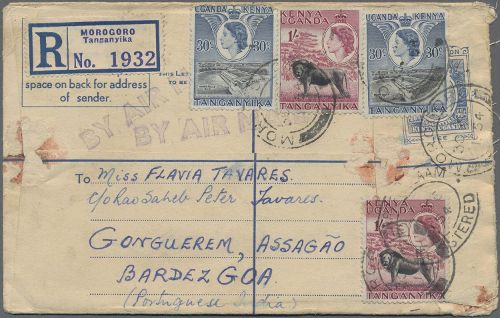 R
MOROGORO
Tanganyika
No. 1932
space on back for address
of sender.
UGANDA KENYA
30c
TANGANYIKA
KENYA
UGANDA
1/-
TANGANYIKA
UGANDA KENYA
30c
TANGANYIKA
BY AIR
BY AIR
To Miss FLAVIA TAVARES.
c/o Rao Saheb Peter Tavares.
GONGUEREM, ASSAGÃO
BARDEZ GOA
(Portuguese India)
KENYA
UGANDA
1/-
TANGANYIKA